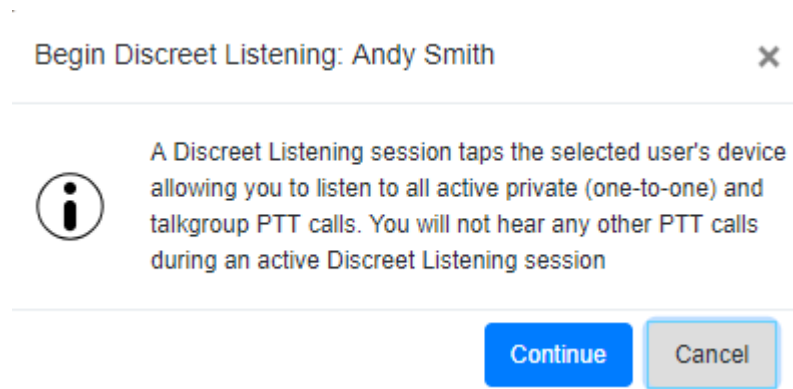 Begin Discreet Listening: Andy Smith
A Discreet Listening session taps the selected user's device
allowing you to listen to all active private (one-to-one) and
talkgroup PTT calls. You will not hear any other PTT calls
during an active Discreet Listening session
Continue Cancel